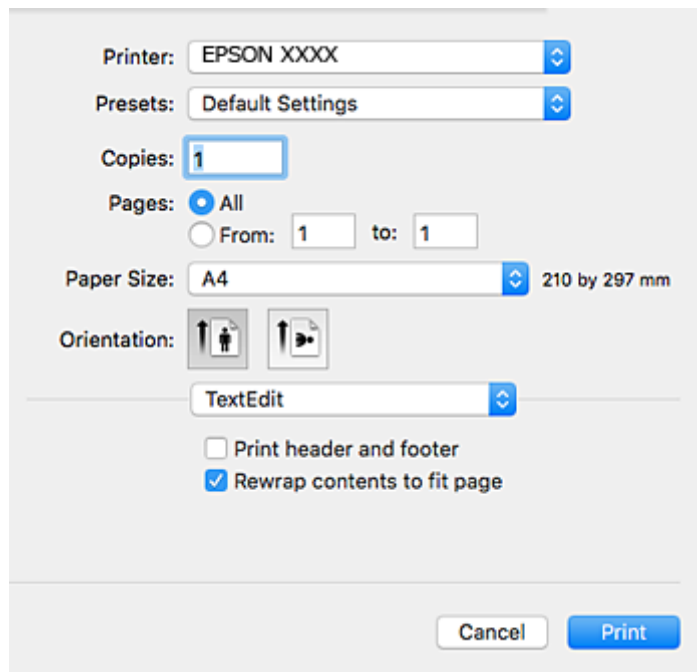 Printer: EPSON XXXX
Presets: Default Settings
Copies: 1
Pages: All
From: 1 to: 1
Paper Size: A4 210 by 297 mm
Orientation:
TextEdit
Print header and footer
Rewrap contents to fit page
Cancel Print